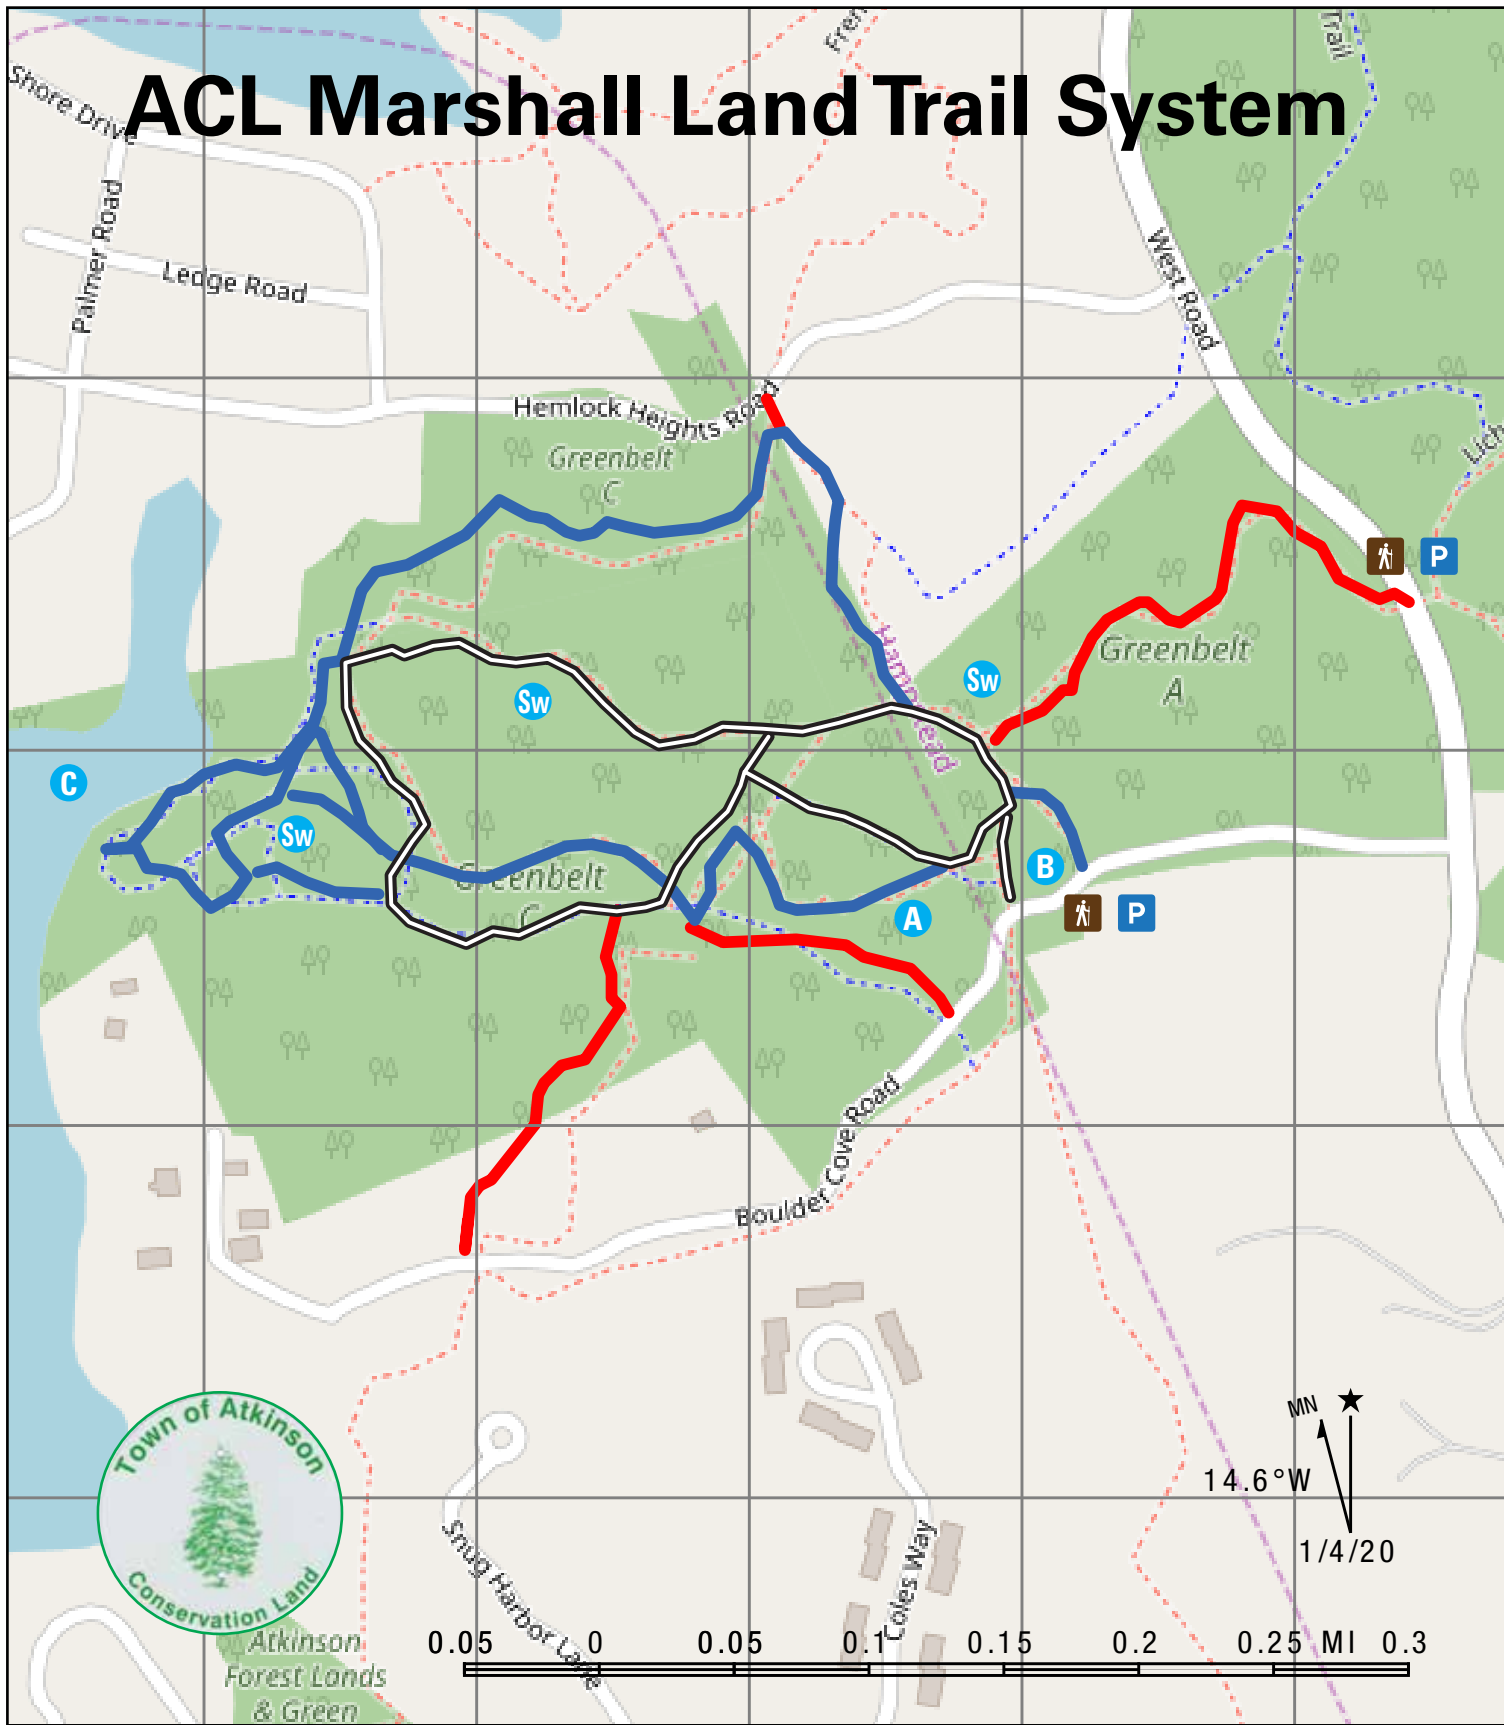 ACL Marshall Land Trail System
Trail
Shore Drive
Palmer Road
Ledge Road
West Road
Hemlock Heights Road
Greenbelt
C
Greenbelt
A
P
Hampstead
Sw
Sw
C
Sw
Greenbelt
C
A
B
P
Boulder Cove Road
Town of Atkinson
Conservation Land
MN
14.6°W
1/4/20
Snug Harbor Lane
Coles Way
Atkinson
Forest Lands
& Green
0.05 0 0.05 0.1 0.15 0.2 0.25 MI 0.3